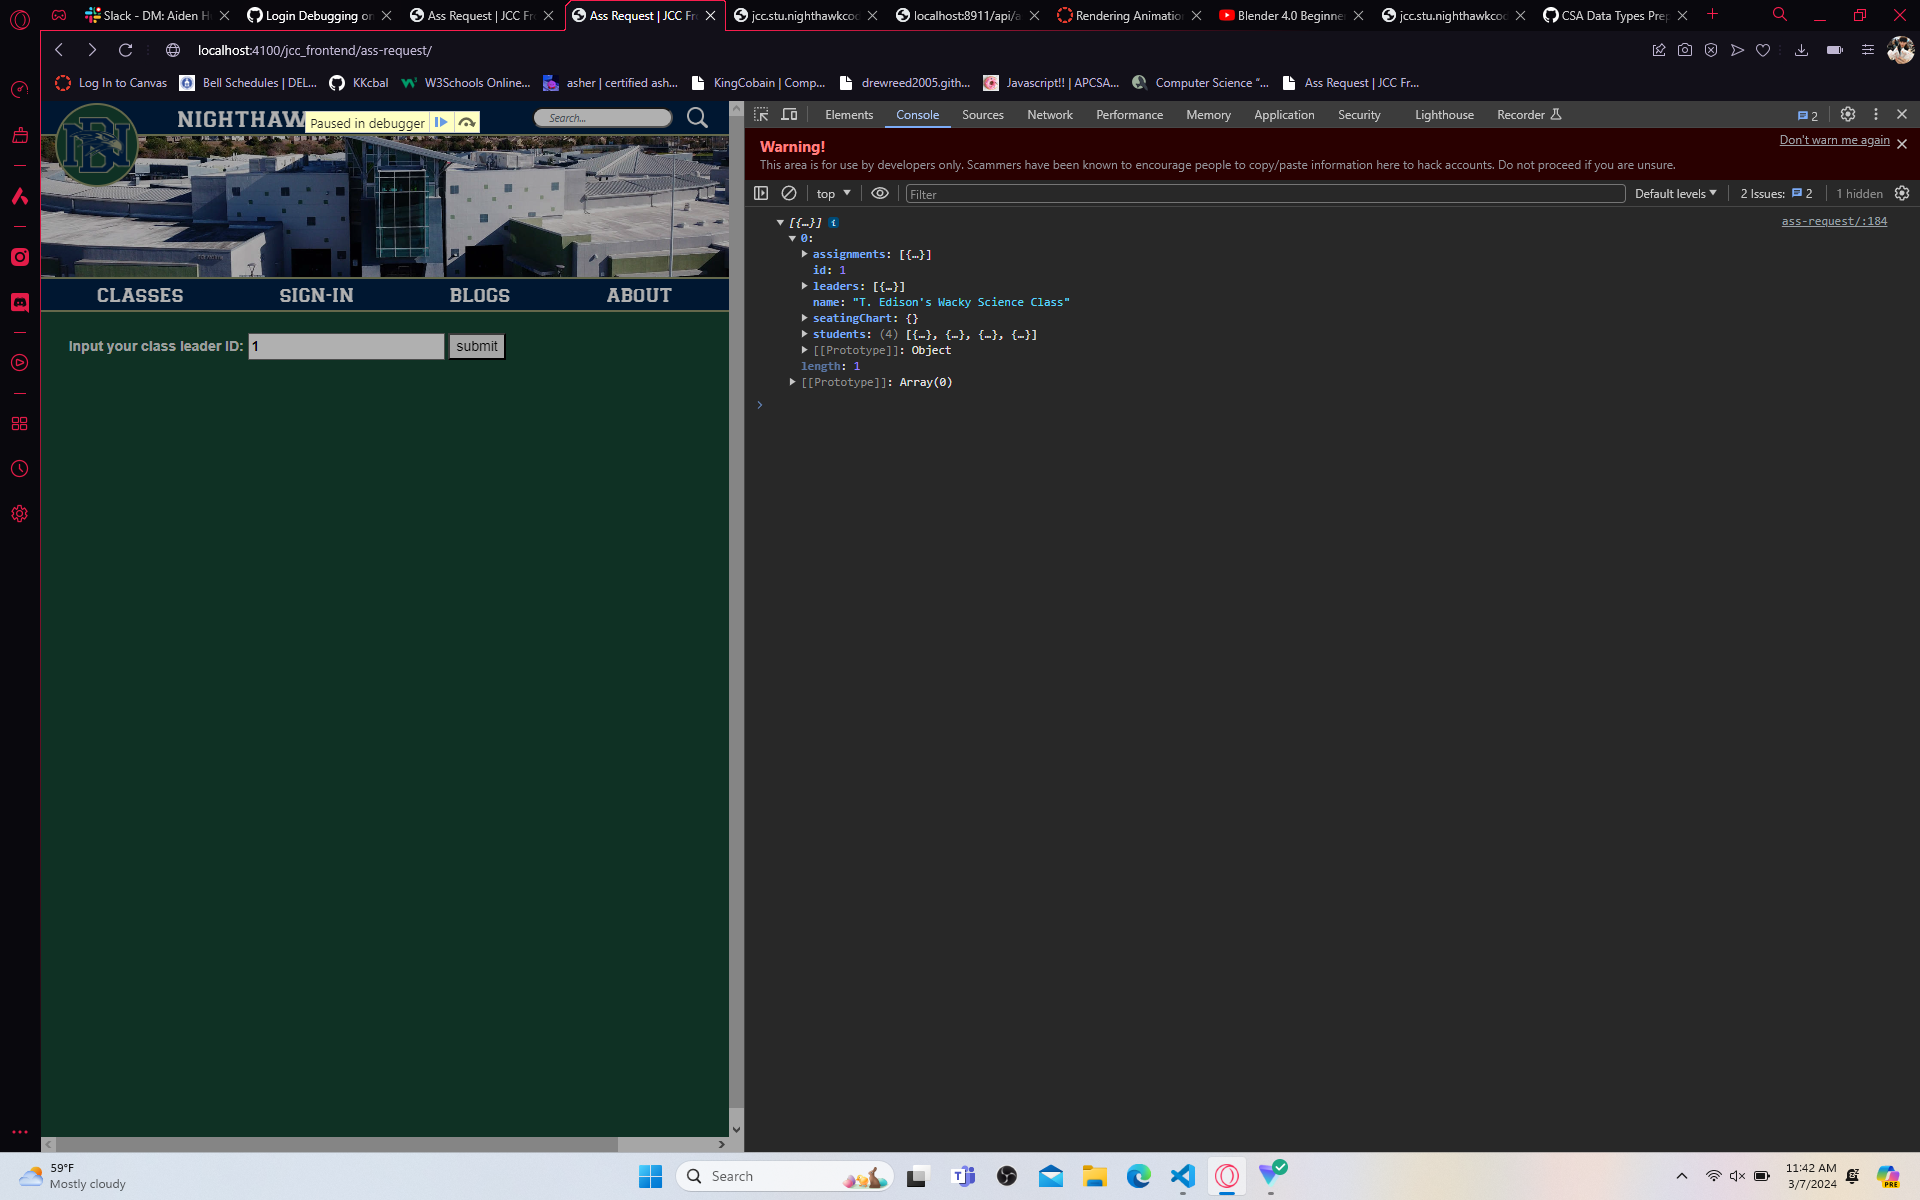 Slack - DM: Aiden H
Login Debugging on
Ass Request | JCC Fr
Ass Request | JCC Fr
jcc.stu.nighthawkcod
localhost:8911/api/a
Rendering Animatio
Blender 4.0 Beginne
jcc.stu.nighthawkcod
CSA Data Types Prep
localhost:4100/jcc_frontend/ass-request/
Log In to Canvas
Bell Schedules | DEL...
KKcbal
W3Schools Online...
asher | certified ash...
KingCobain | Comp...
drewreed2005.gith...
Javascript!! | APCSA...
Computer Science “...
Ass Request | JCC Fr...
NIGHTHAW
Paused in debugger
Search...
CLASSES
SIGN-IN
BLOGS
ABOUT
Input your class leader ID:
1
submit
Elements
Console
Sources
Network
Performance
Memory
Application
Security
Lighthouse
Recorder
2
Warning!
Don't warn me again
This area is for use by developers only. Scammers have been known to encourage people to copy/paste information here to hack accounts. Do not proceed if you are unsure.
top
Filter
Default levels
2 Issues:
2
1 hidden
[{…}]
ass-request/:184
0:
assignments: [{…}]
id: 1
leaders: [{…}]
name: "T. Edison's Wacky Science Class"
seatingChart: {}
students: (4) [{…}, {…}, {…}, {…}]
[[Prototype]]: Object
length: 1
[[Prototype]]: Array(0)
59°F
Mostly cloudy
Search
11:42 AM
3/7/2024
PRE